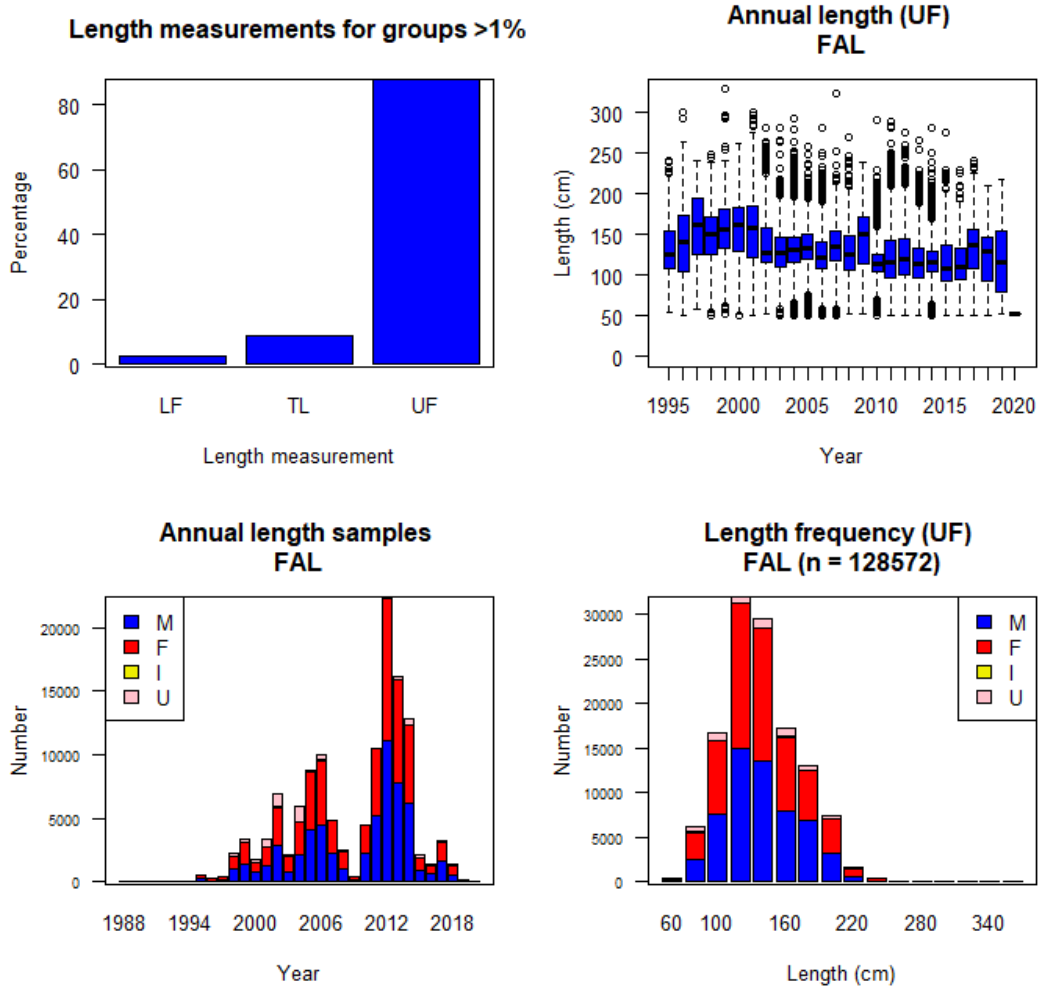 Length measurements for groups >1%
Percentage
80
60
40
20
0
LF TL UF
Length measurement
Annual length (UF)
FAL
Length (cm)
300
250
200
150
100
50
0
1995 2000 2005 2010 2015 2020
Year
Annual length samples
FAL
M
F
I
U
Number
20000
15000
10000
5000
0
1988 1994 2000 2006 2012 2018
Year
Length frequency (UF)
FAL (n = 128572)
M
F
I
U
Number
30000
25000
20000
15000
10000
5000
0
60 100 160 220 280 340
Length (cm)